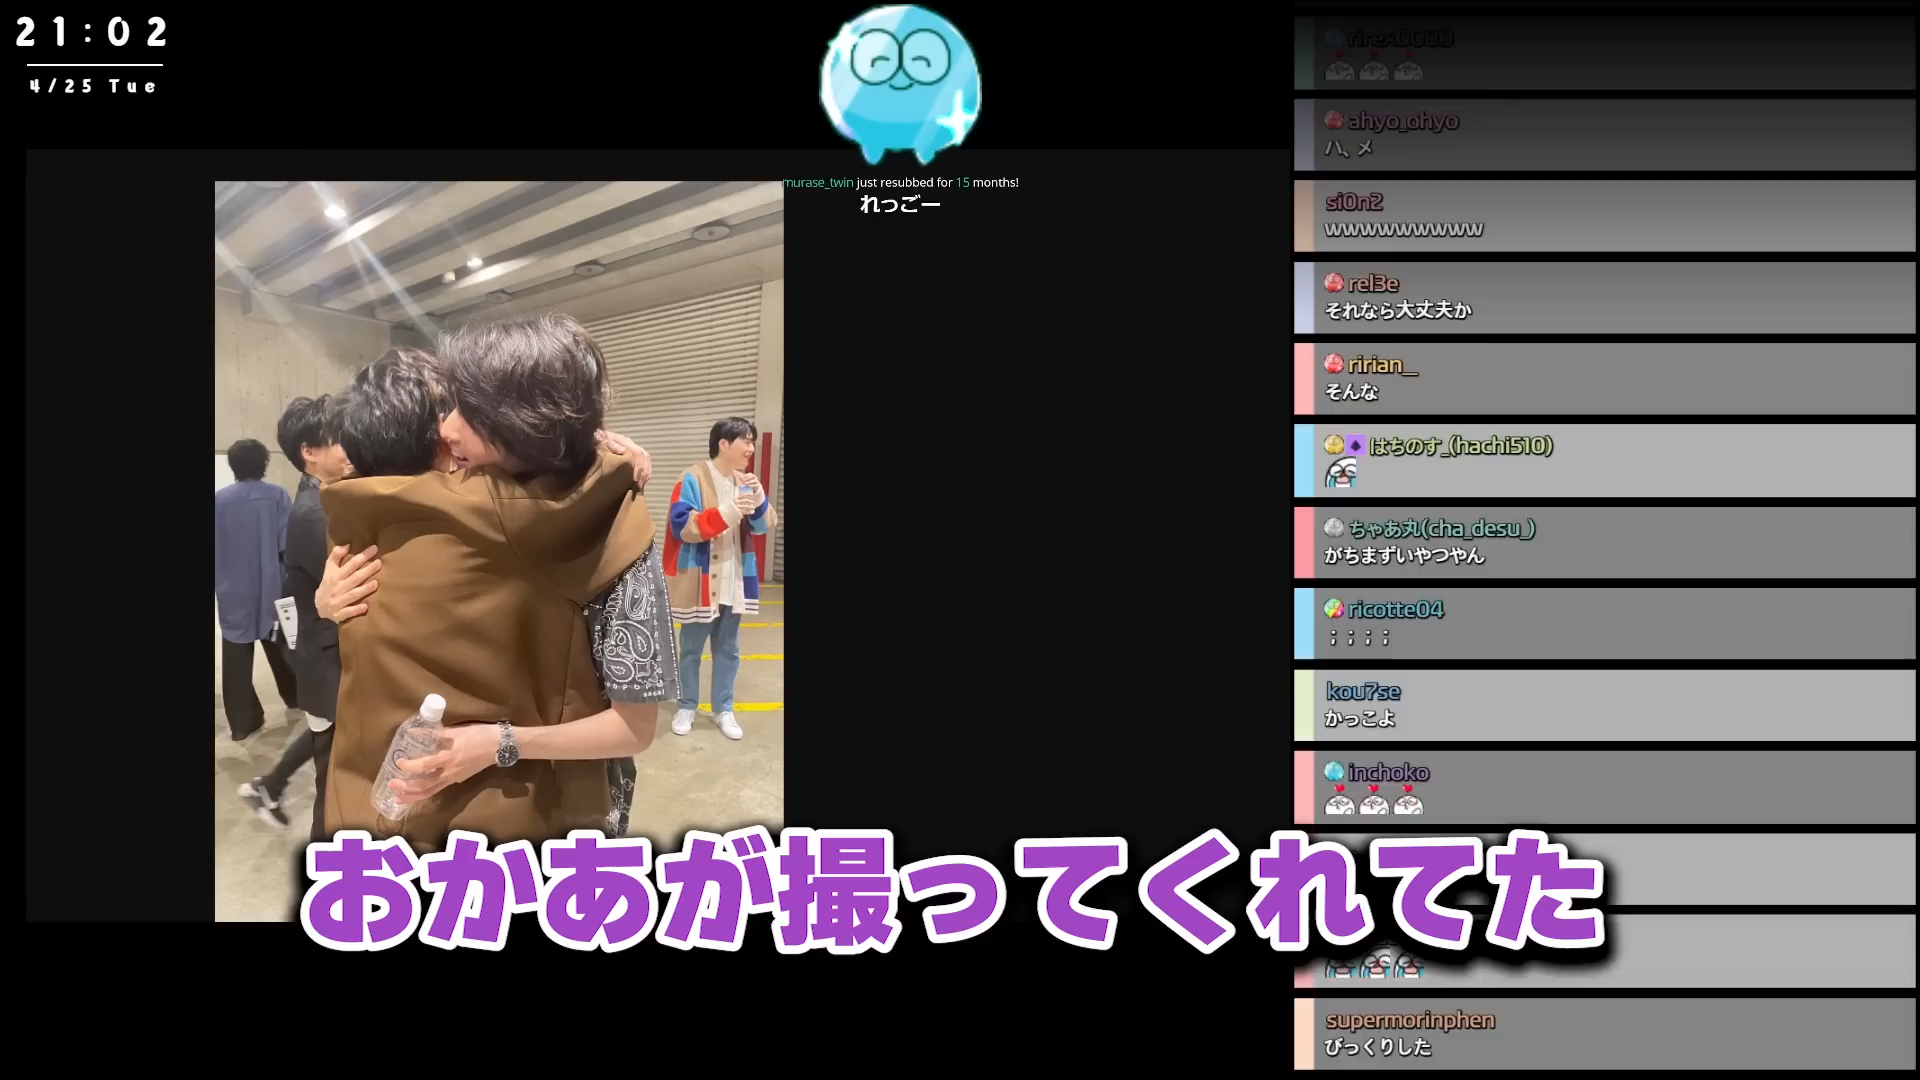 21:02
4/25 Tue
murase_twin just resubbed for 15 months!
れっごー
rirex0000
ahyo_ohyo
ハ、メ
si0n2
wwwwwwwww
rel3e
それなら大丈夫か
ririan__
そんな
はちのす_(hachi510)
ちゃあ丸(cha_desu_)
がちまずいやつやん
ricotte04
；；；；
kou7se
かっこよ
inchoko
おかあが撮ってくれてた
supermorinphen
びっくりした